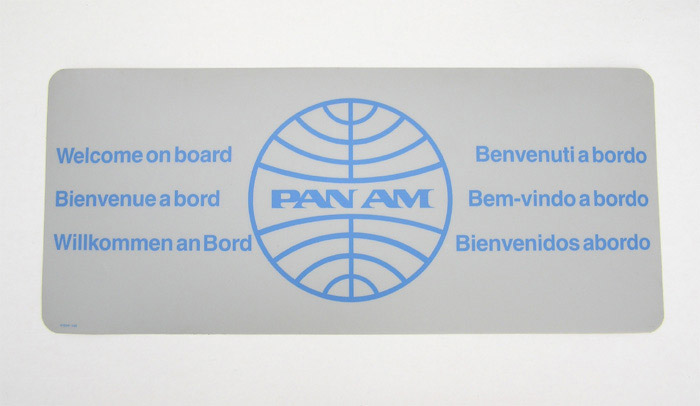 Welcome on board
Bienvenue a bord
Willkommen an Bord
PAN AM
Benvenuti a bordo
Bem-vindo a bordo
Bienvenidos abordo